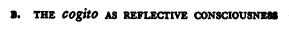 B. THE cogito AS REFLECTIVE CONSCIOUSNESS